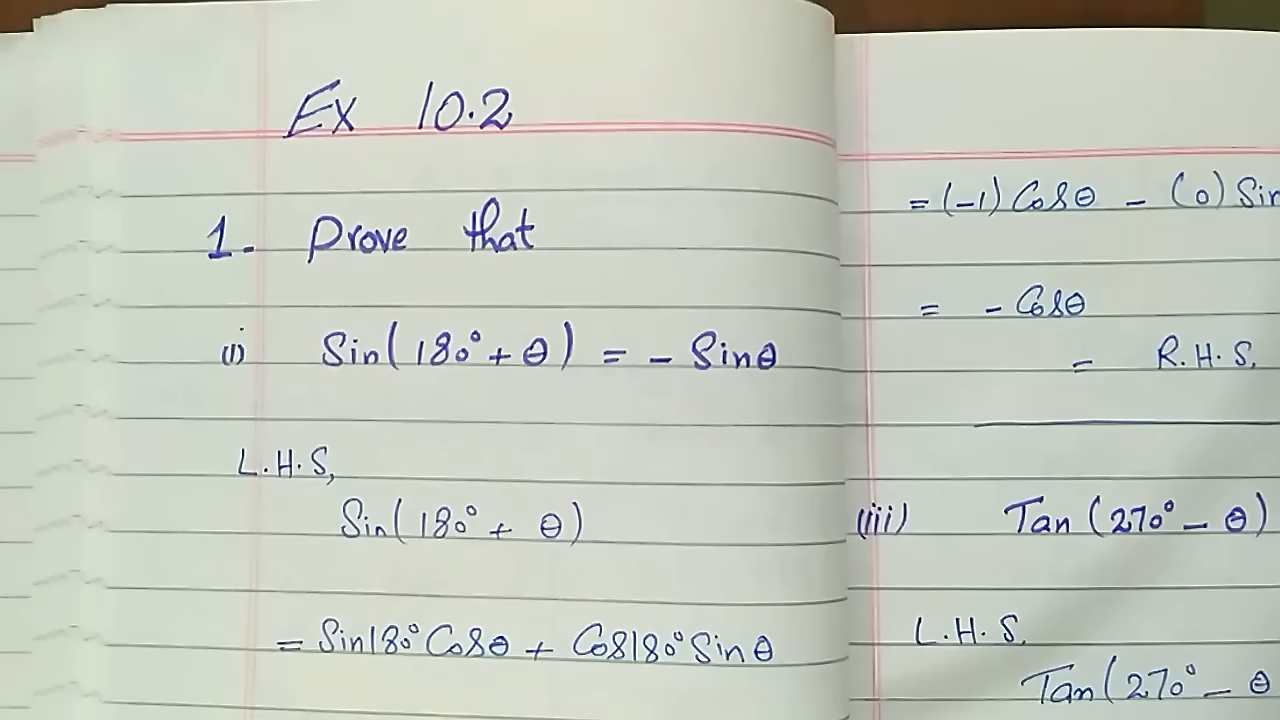 Ex 10.2
1. Prove that
(i) Sin(180° + θ) = - Sinθ
L.H.S,
Sin(180° + θ)
= Sin180° Cosθ + Cos180° Sinθ
= (-1) Cosθ - (0) Sin
= - Cosθ
= R.H.S.
(iii) Tan (270° - θ)
L.H.S.
Tan (270° - θ